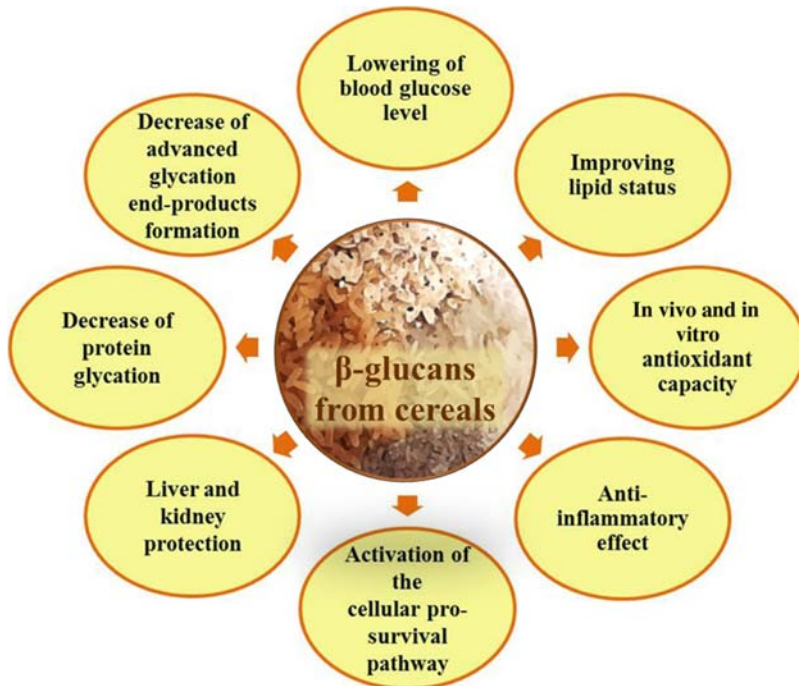 Lowering of
blood glucose
level
Improving
lipid status
In vivo and in
vitro
antioxidant
capacity
Anti-
inflammatory
effect
Activation of
the
cellular pro-
survival
pathway
Liver and
kidney
protection
Decrease of
protein
glycation
Decrease of
advanced
glycation
end-products
formation
β-glucans
from cereals